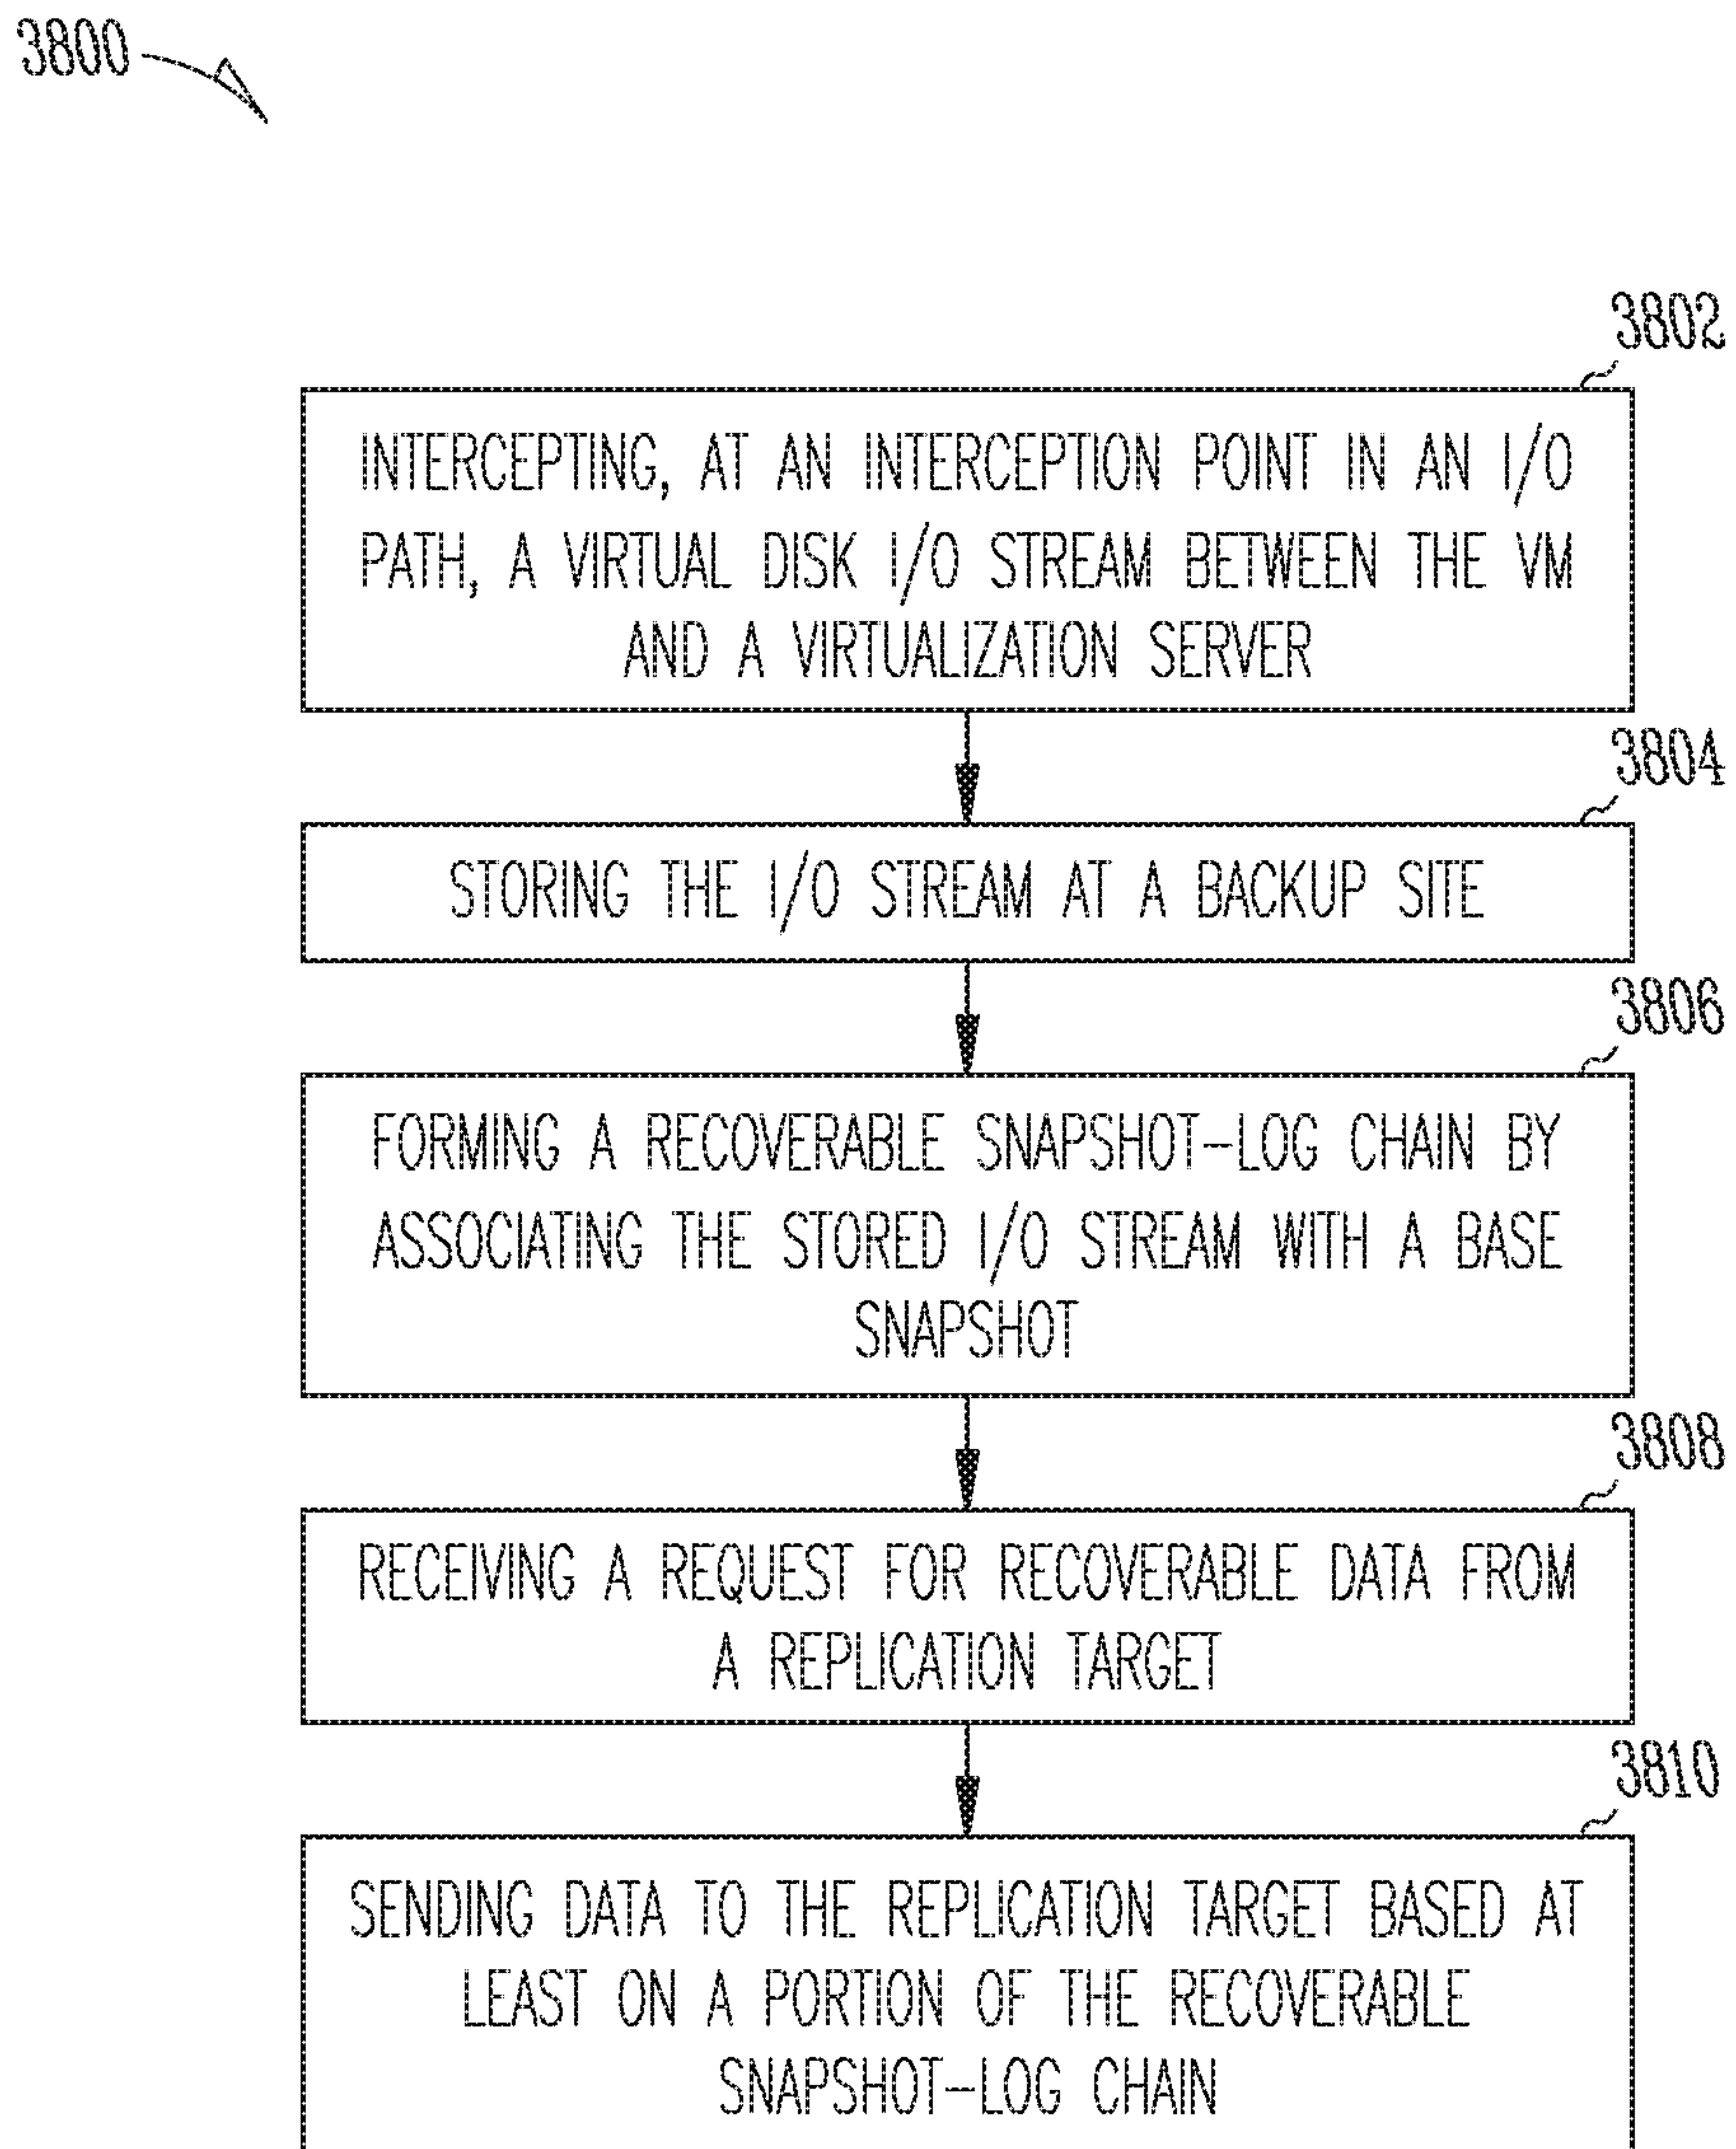 3800
3802
INTERCEPTING, AT AN INTERCEPTION POINT IN AN I/O
PATH, A VIRTUAL DISK I/O STREAM BETWEEN THE VM
AND A VIRTUALIZATION SERVER
3804
STORING THE I/O STREAM AT A BACKUP SITE
3806
FORMING A RECOVERABLE SNAPSHOT-LOG CHAIN BY
ASSOCIATING THE STORED I/O STREAM WITH A BASE
SNAPSHOT
3808
RECEIVING A REQUEST FOR RECOVERABLE DATA FROM
A REPLICATION TARGET
3810
SENDING DATA TO THE REPLICATION TARGET BASED AT
LEAST ON A PORTION OF THE RECOVERABLE
SNAPSHOT-LOG CHAIN